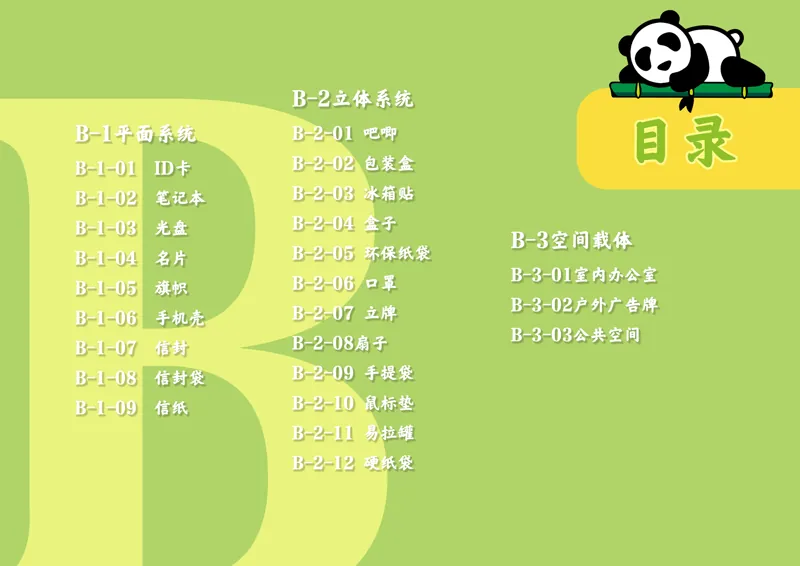 目录
B-1平面系统
B-1-01 ID卡
B-1-02 笔记本
B-1-03 光盘
B-1-04 名片
B-1-05 旗帜
B-1-06 手机壳
B-1-07 信封
B-1-08 信封袋
B-1-09 信纸
B-2立体系统
B-2-01 吧唧
B-2-02 包装盒
B-2-03 冰箱贴
B-2-04 盒子
B-2-05 环保纸袋
B-2-06 口罩
B-2-07 立牌
B-2-08扇子
B-2-09 手提袋
B-2-10 鼠标垫
B-2-11 易拉罐
B-2-12 硬纸袋
B-3空间载体
B-3-01室内办公室
B-3-02户外广告牌
B-3-03公共空间
B